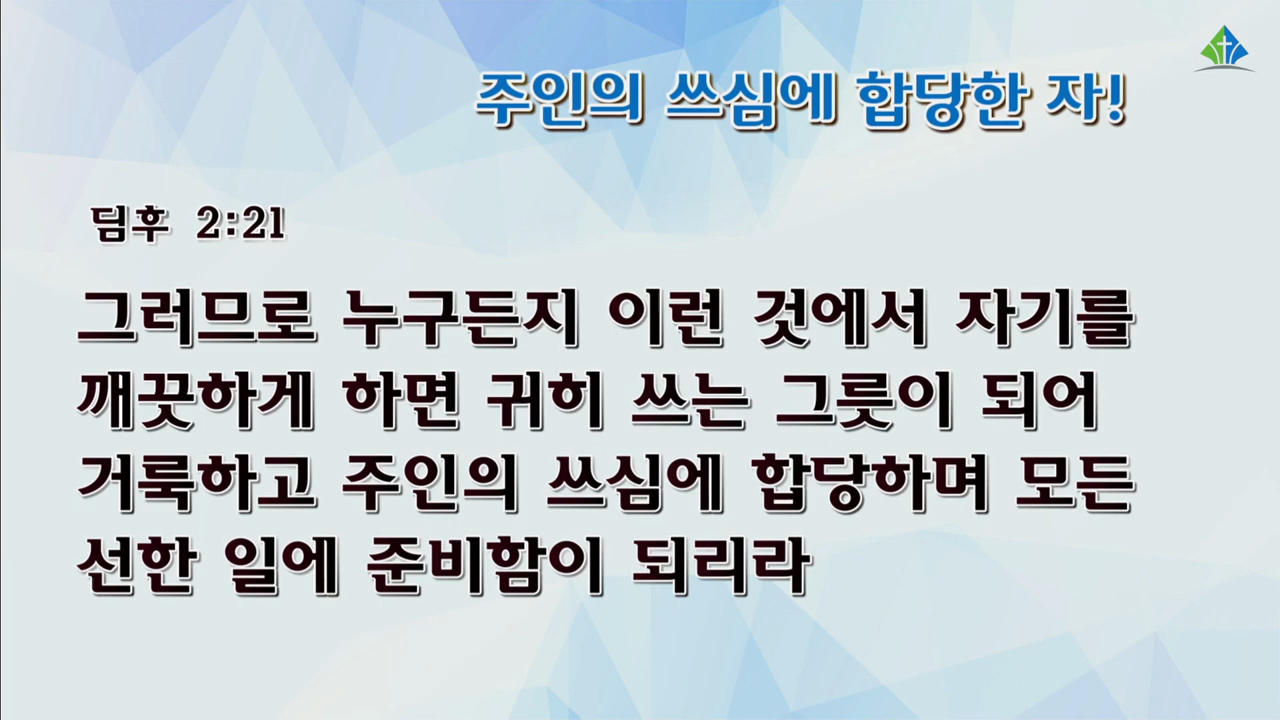 주인의 쓰심에 합당한 자!
딤후 2:21
그러므로 누구든지 이런 것에서 자기를
깨끗하게 하면 귀히 쓰는 그릇이 되어
거룩하고 주인의 쓰심에 합당하며 모든
선한 일에 준비함이 되리라